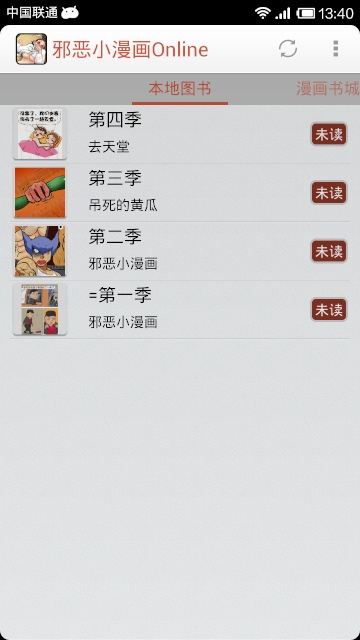 中国联通 13:40
邪恶小漫画Online
本地图书 漫画书城
第四季
去天堂
未读
第三季
吊死的黄瓜
未读
第二季
邪恶小漫画
未读
=第一季
邪恶小漫画
未读